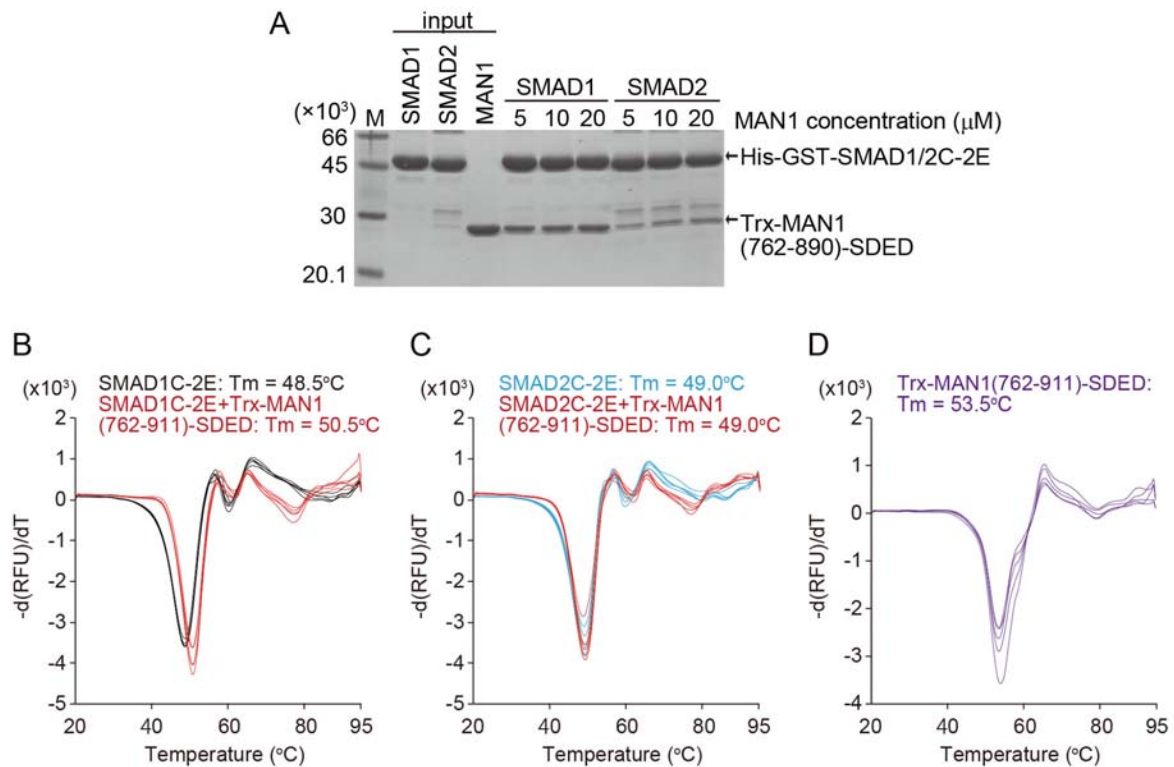 A
input
SMAD1
SMAD2
MAN1
SMAD1
SMAD2
(×10³)
M
5
10
20
5
10
20
MAN1 concentration (μM)
66
45
30
20.1
←His-GST-SMAD1/2C-2E
←Trx-MAN1
(762-890)-SDED
B
(x10³)
SMAD1C-2E: Tm = 48.5°C
SMAD1C-2E+Trx-MAN1
(762-911)-SDED: Tm = 50.5°C
2
1
0
-1
-2
-3
-4
-5
-d(RFU)/dT
20
40
60
80
95
Temperature (°C)
C
(x10³)
SMAD2C-2E: Tm = 49.0°C
SMAD2C-2E+Trx-MAN1
(762-911)-SDED: Tm = 49.0°C
2
1
0
-1
-2
-3
-4
-5
-d(RFU)/dT
20
40
60
80
95
Temperature (°C)
D
(x10³)
Trx-MAN1(762-911)-SDED:
Tm = 53.5°C
2
1
0
-1
-2
-3
-4
-d(RFU)/dT
20
40
60
80
95
Temperature (°C)